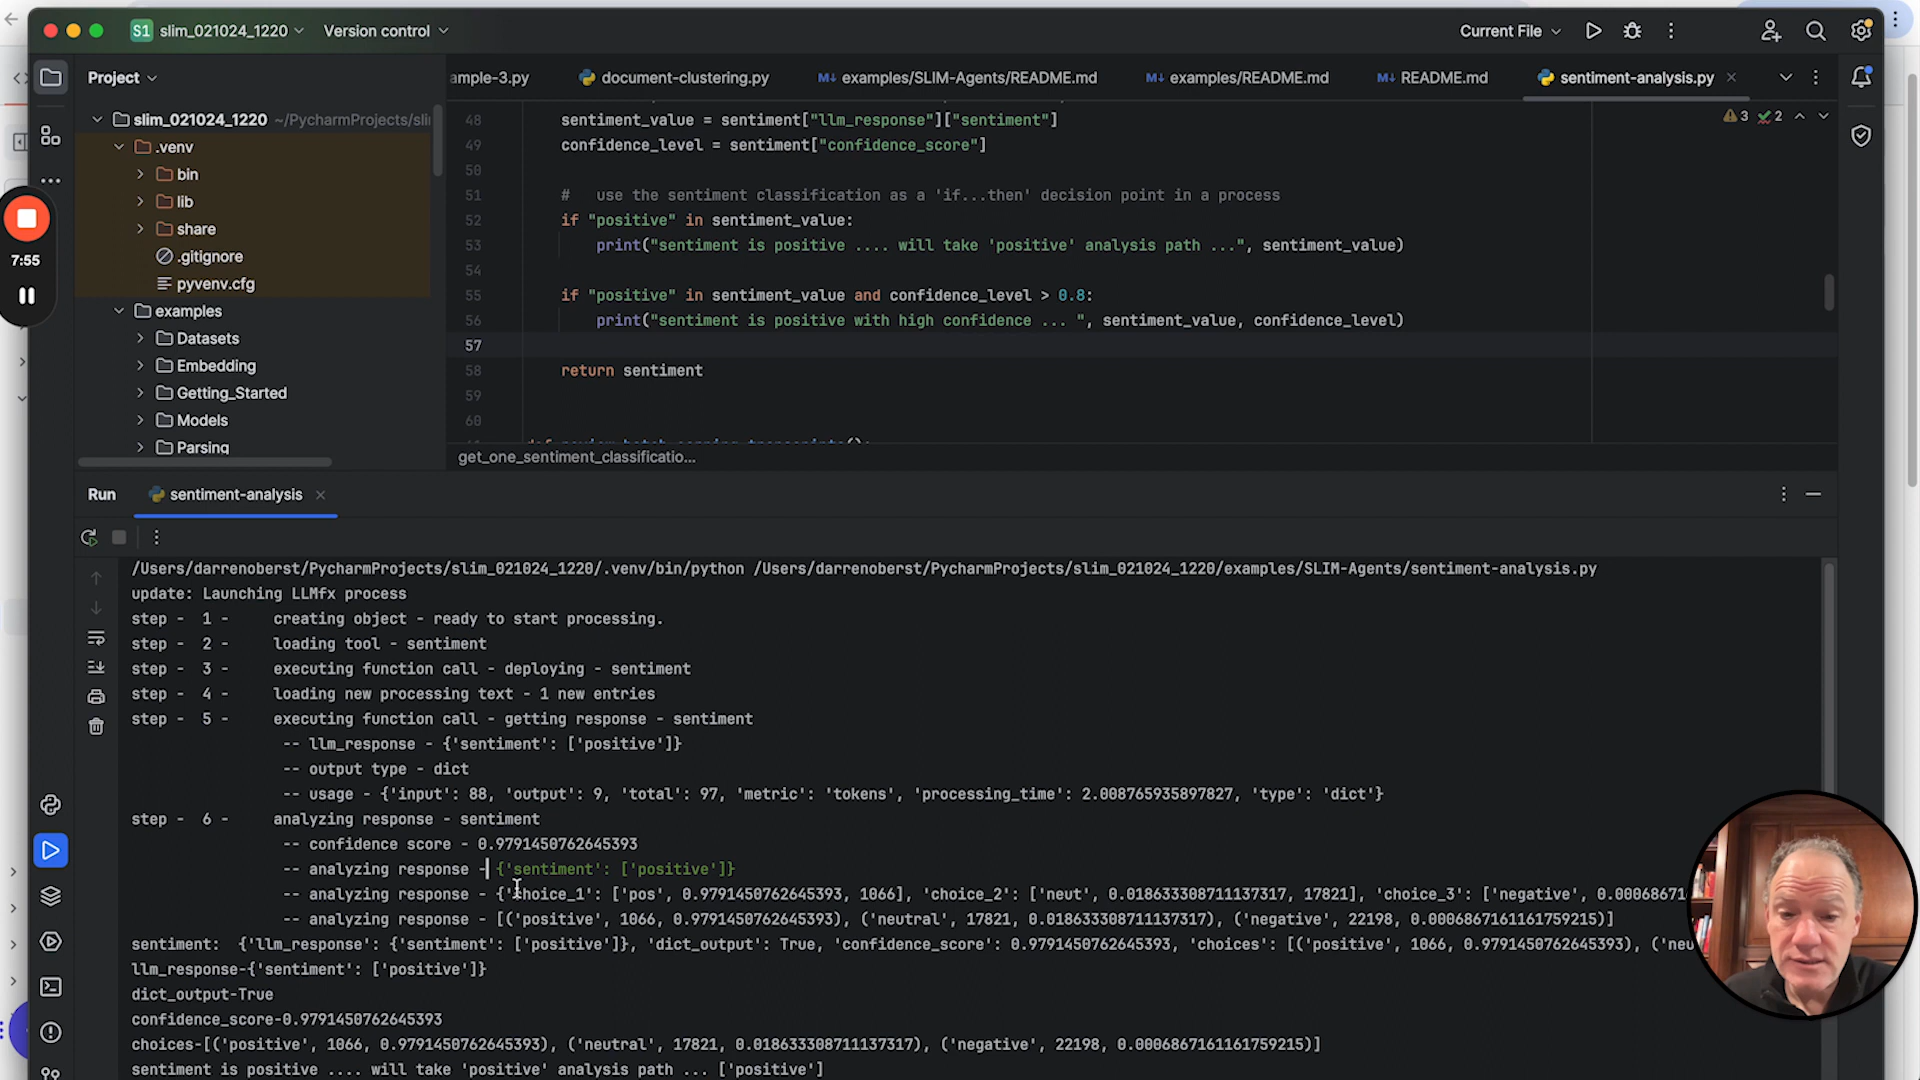 S1 slim_021024_1220 Version control Current File
Project
ample-3.py document-clustering.py examples/SLIM-Agents/README.md examples/README.md README.md sentiment-analysis.py
slim_021024_1220 ~/PycharmProjects/sli
.venv
bin
lib
share
.gitignore
pyvenv.cfg
examples
Datasets
Embedding
Getting_Started
Models
Parsing
7:55
3 2
48 sentiment_value = sentiment["llm_response"]["sentiment"]
49 confidence_level = sentiment["confidence_score"]
50
51 # use the sentiment classification as a 'if...then' decision point in a process
52 if "positive" in sentiment_value:
53 print("sentiment is positive .... will take 'positive' analysis path ...", sentiment_value)
54
55 if "positive" in sentiment_value and confidence_level > 0.8:
56 print("sentiment is positive with high confidence ... ", sentiment_value, confidence_level)
57
58 return sentiment
59
60
get_one_sentiment_classificatio...
Run sentiment-analysis
/Users/darrenoberst/PycharmProjects/slim_021024_1220/.venv/bin/python /Users/darrenoberst/PycharmProjects/slim_021024_1220/examples/SLIM-Agents/sentiment-analysis.py
update: Launching LLMfx process
step - 1 - creating object - ready to start processing.
step - 2 - loading tool - sentiment
step - 3 - executing function call - deploying - sentiment
step - 4 - loading new processing text - 1 new entries
step - 5 - executing function call - getting response - sentiment
-- llm_response - {'sentiment': ['positive']}
-- output type - dict
-- usage - {'input': 88, 'output': 9, 'total': 97, 'metric': 'tokens', 'processing_time': 2.008765935897827, 'type': 'dict'}
step - 6 - analyzing response - sentiment
-- confidence score - 0.9791450762645393
-- analyzing response - {'sentiment': ['positive']}
-- analyzing response - {'choice_1': ['pos', 0.9791450762645393, 1066], 'choice_2': ['neut', 0.018633308711137317, 17821], 'choice_3': ['negative', 0.00068671
-- analyzing response - [('positive', 1066, 0.9791450762645393), ('neutral', 17821, 0.018633308711137317), ('negative', 22198, 0.0006867161161759215)]
sentiment: {'llm_response': {'sentiment': ['positive']}, 'dict_output': True, 'confidence_score': 0.9791450762645393, 'choices': [('positive', 1066, 0.9791450762645393), ('neu
llm_response-{'sentiment': ['positive']}
dict_output-True
confidence_score-0.9791450762645393
choices-[('positive', 1066, 0.9791450762645393), ('neutral', 17821, 0.018633308711137317), ('negative', 22198, 0.0006867161161759215)]
sentiment is positive .... will take 'positive' analysis path ... ['positive']